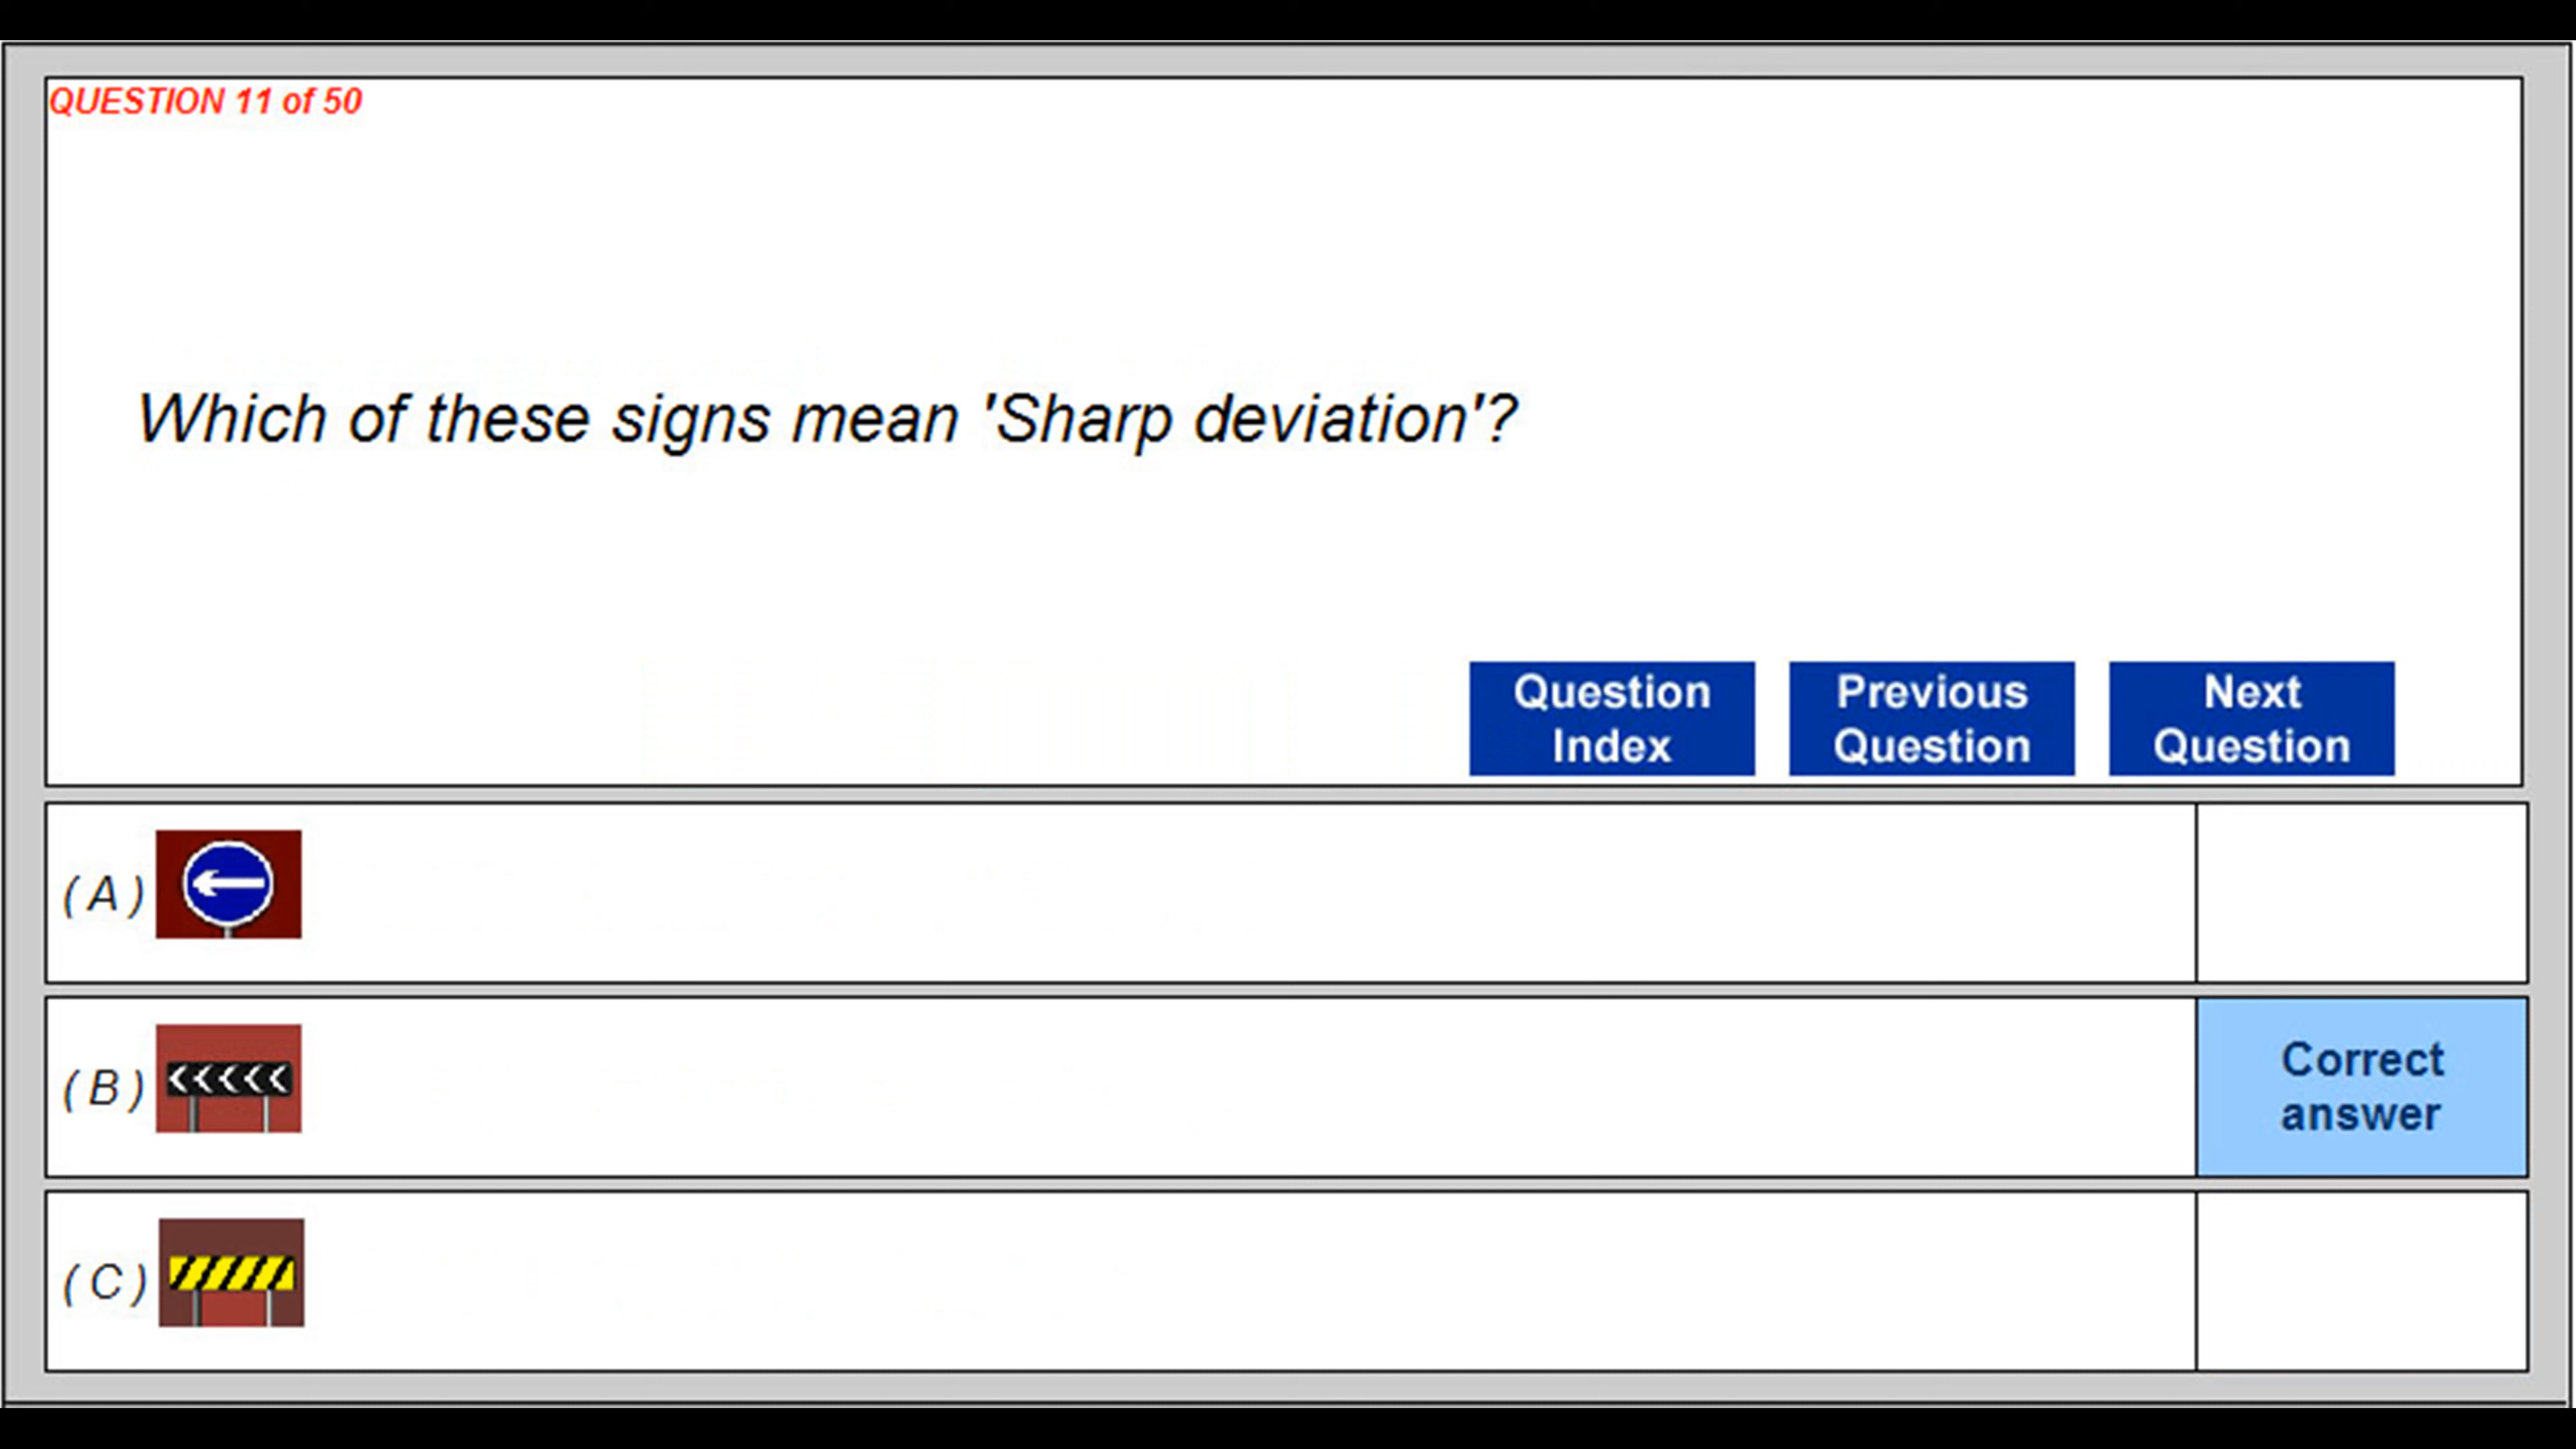 QUESTION 11 of 50
Which of these signs mean 'Sharp deviation'?
Question
Index
Previous
Question
Next
Question
( A )
( B )
Correct
answer
( C )